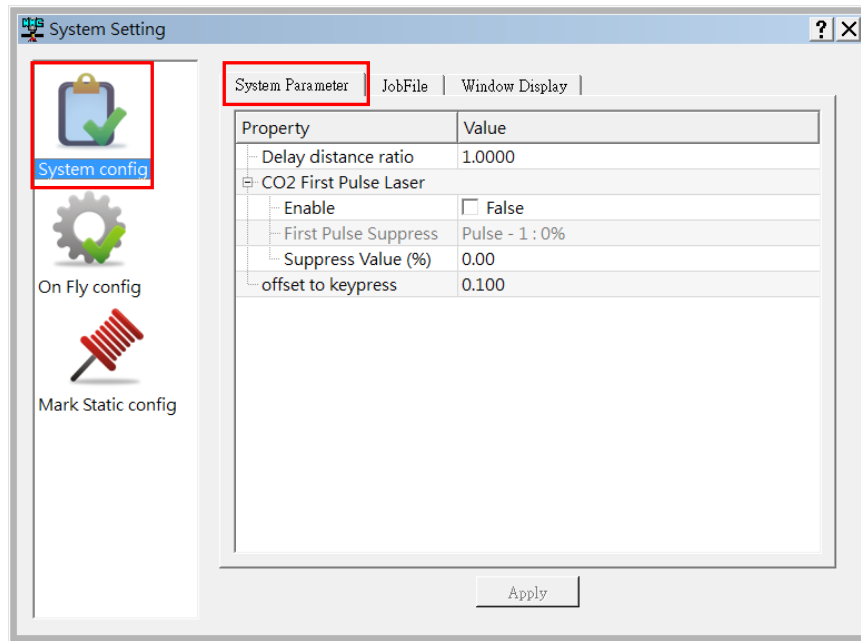 System Setting
System config
On Fly config
Mark Static config
System Parameter JobFile Window Display
Property Value
Delay distance ratio 1.0000
CO2 First Pulse Laser
Enable False
First Pulse Suppress Pulse - 1 : 0%
Suppress Value (%) 0.00
offset to keypress 0.100
Apply